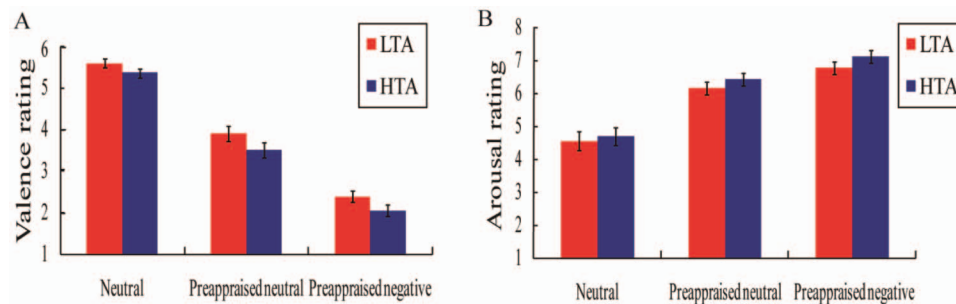 A
Valence rating
6
5
4
3
2
1
LTA
HTA
Neutral
Preappraised neutral
Preappraised negative
B
Arousal rating
8
7
6
5
4
3
2
1
LTA
HTA
Neutral
Preappraised neutral
Preappraised negative